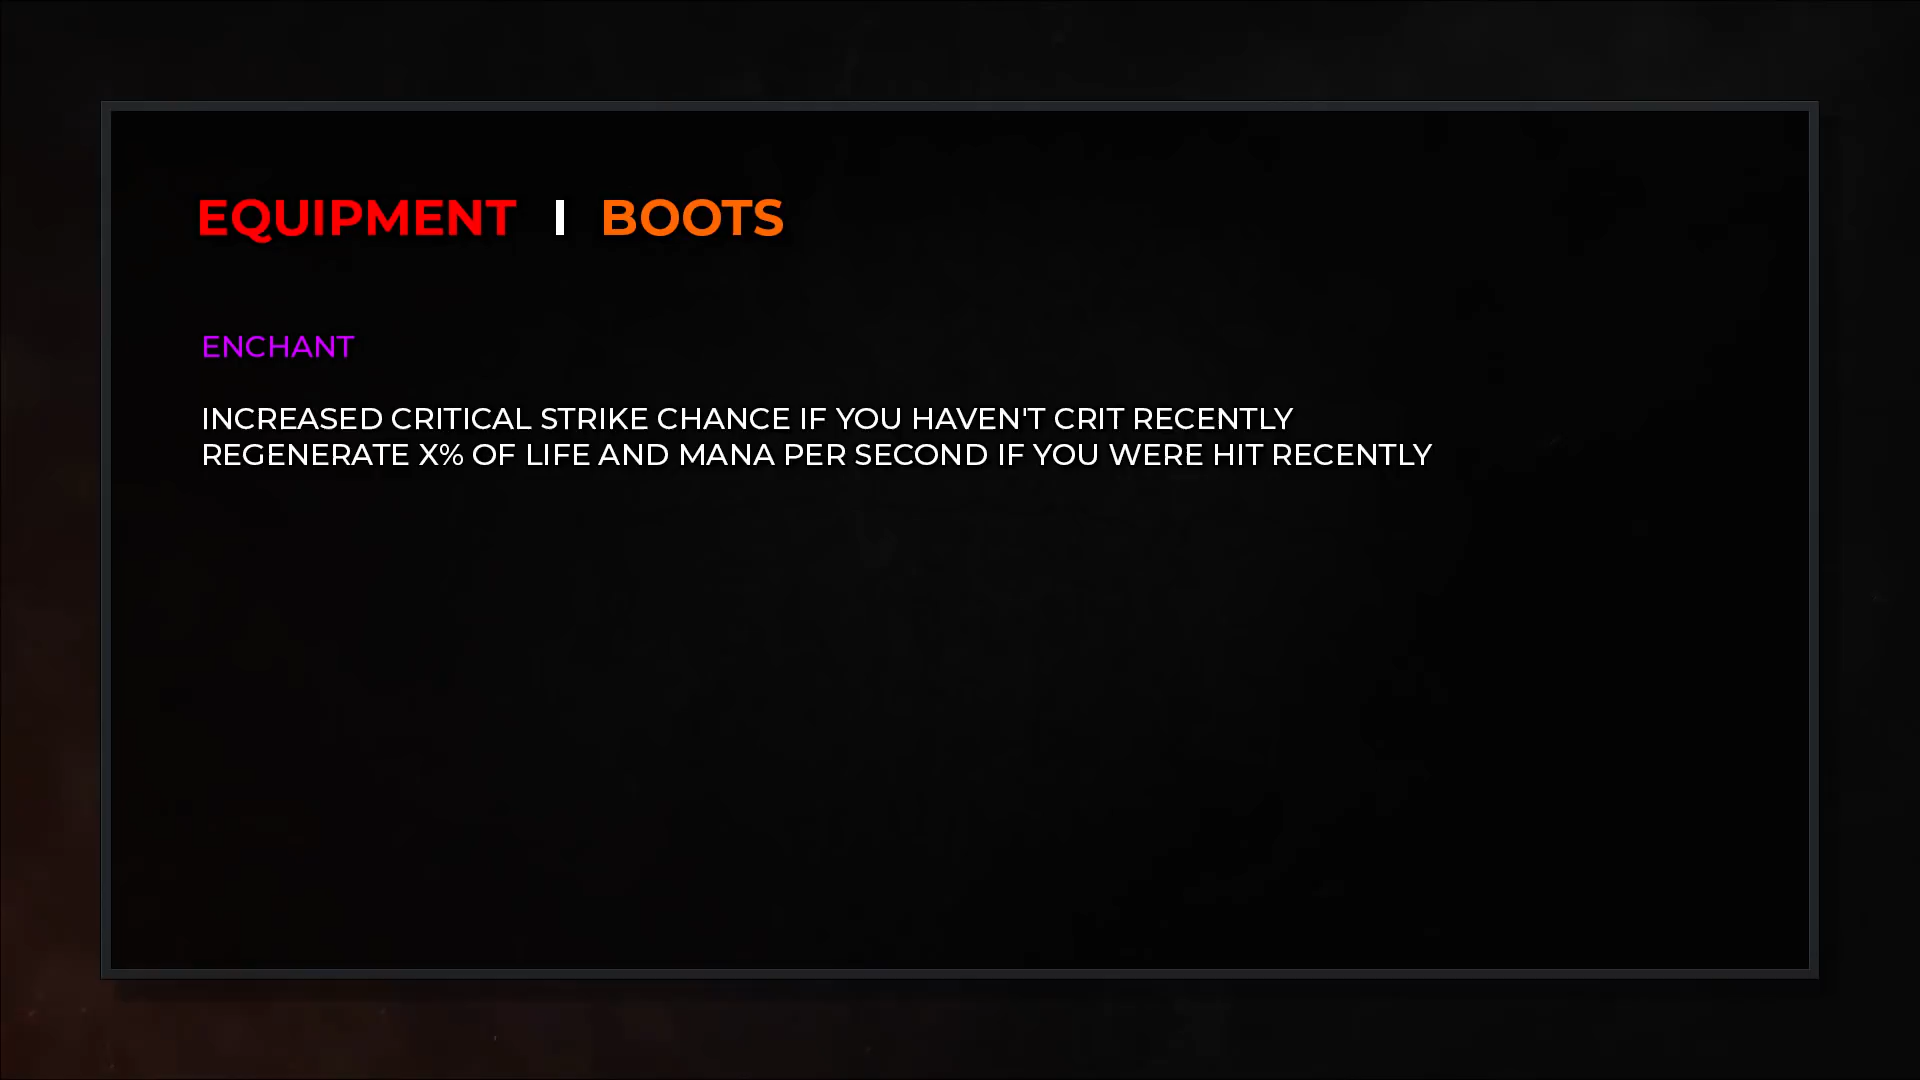 EQUIPMENT | BOOTS
ENCHANT
INCREASED CRITICAL STRIKE CHANCE IF YOU HAVEN'T CRIT RECENTLY
REGENERATE X% OF LIFE AND MANA PER SECOND IF YOU WERE HIT RECENTLY